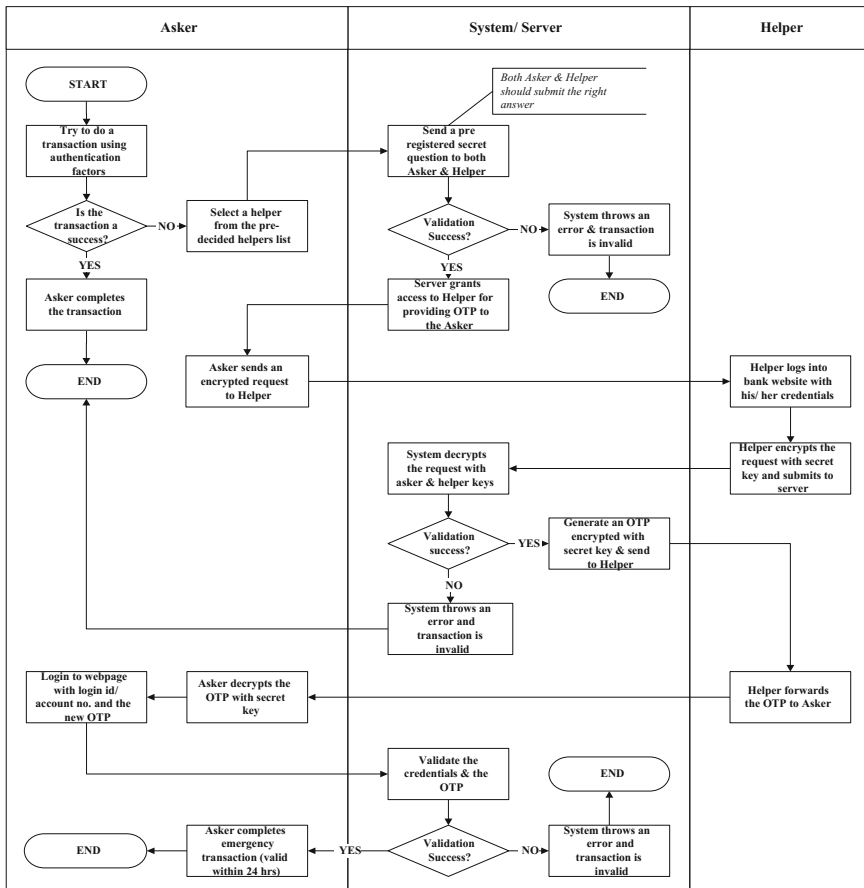 Asker
System/ Server
Helper
START
Both Asker & Helper
should submit the right
answer
Try to do a
transaction using
authentication
factors
Send a pre
registered secret
question to both
Asker & Helper
Is the
transaction a
success?
NO
Select a helper
from the pre-
decided helpers list
Validation
Success?
NO
System throws an
error & transaction
is invalid
YES
YES
Asker completes
the transaction
Server grants
access to Helper for
providing OTP to
the Asker
END
END
Asker sends an
encrypted request
to Helper
Helper logs into
bank website with
his/ her credentials
System decrypts
the request with
asker & helper keys
Helper encrypts the
request with secret
key and submits to
server
Validation
success?
YES
Generate an OTP
encrypted with
secret key & send
to Helper
NO
System throws an
error and
transaction is
invalid
Login to webpage
with login id/
account no. and the
new OTP
Asker decrypts the
OTP with secret
key
Helper forwards
the OTP to Asker
Validate the
credentials & the
OTP
END
END
Asker completes
emergency
transaction (valid
within 24 hrs)
YES
Validation
Success?
NO
System throws an
error and
transaction is
invalid